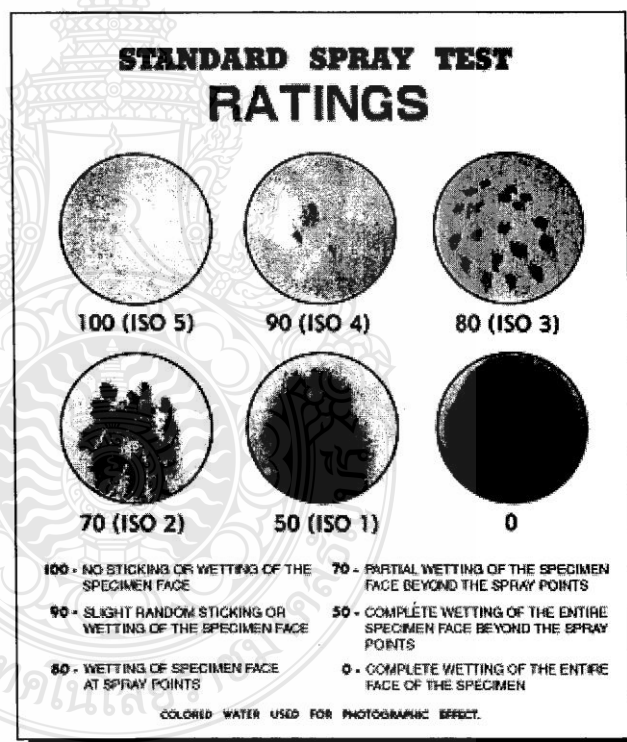 STANDARD SPRAY TEST
RATINGS
100 (ISO 5)
90 (ISO 4)
80 (ISO 3)
70 (ISO 2)
50 (ISO 1)
0
100 - NO STICKING OR WETTING OF THE
SPECIMEN FACE
90 - SLIGHT RANDOM STICKING OR
WETTING OF THE SPECIMEN FACE
80 - WETTING OF SPECIMEN FACE
AT SPRAY POINTS
70 - PARTIAL WETTING OF THE SPECIMEN
FACE BEYOND THE SPRAY POINTS
50 - COMPLETE WETTING OF THE ENTIRE
SPECIMEN FACE BEYOND THE SPRAY
POINTS
0 - COMPLETE WETTING OF THE ENTIRE
FACE OF THE SPECIMEN
COLORED WATER USED FOR PHOTOGRAPHIC EFFECT.